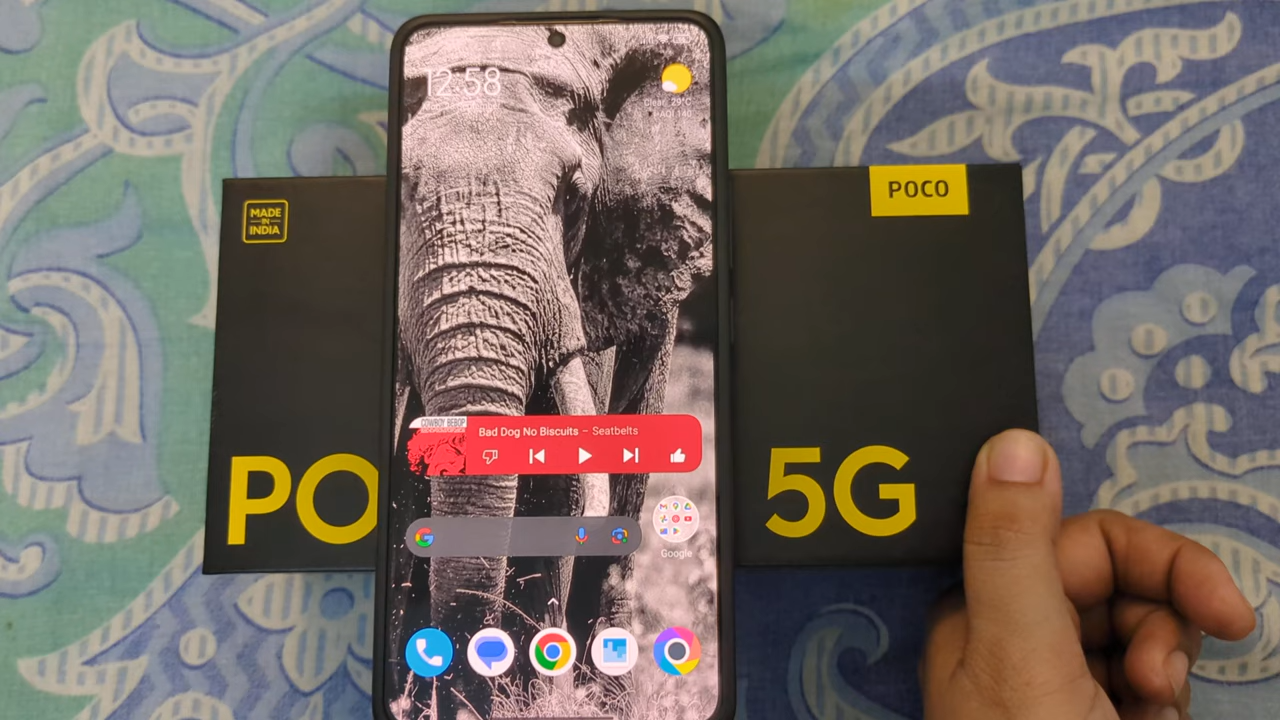 12:58
Clear 29°C
AQI 140
MADE
IN
INDIA
POCO
COWBOY BEBOP
Bad Dog No Biscuits – Seatbelts
PO
5G
Google